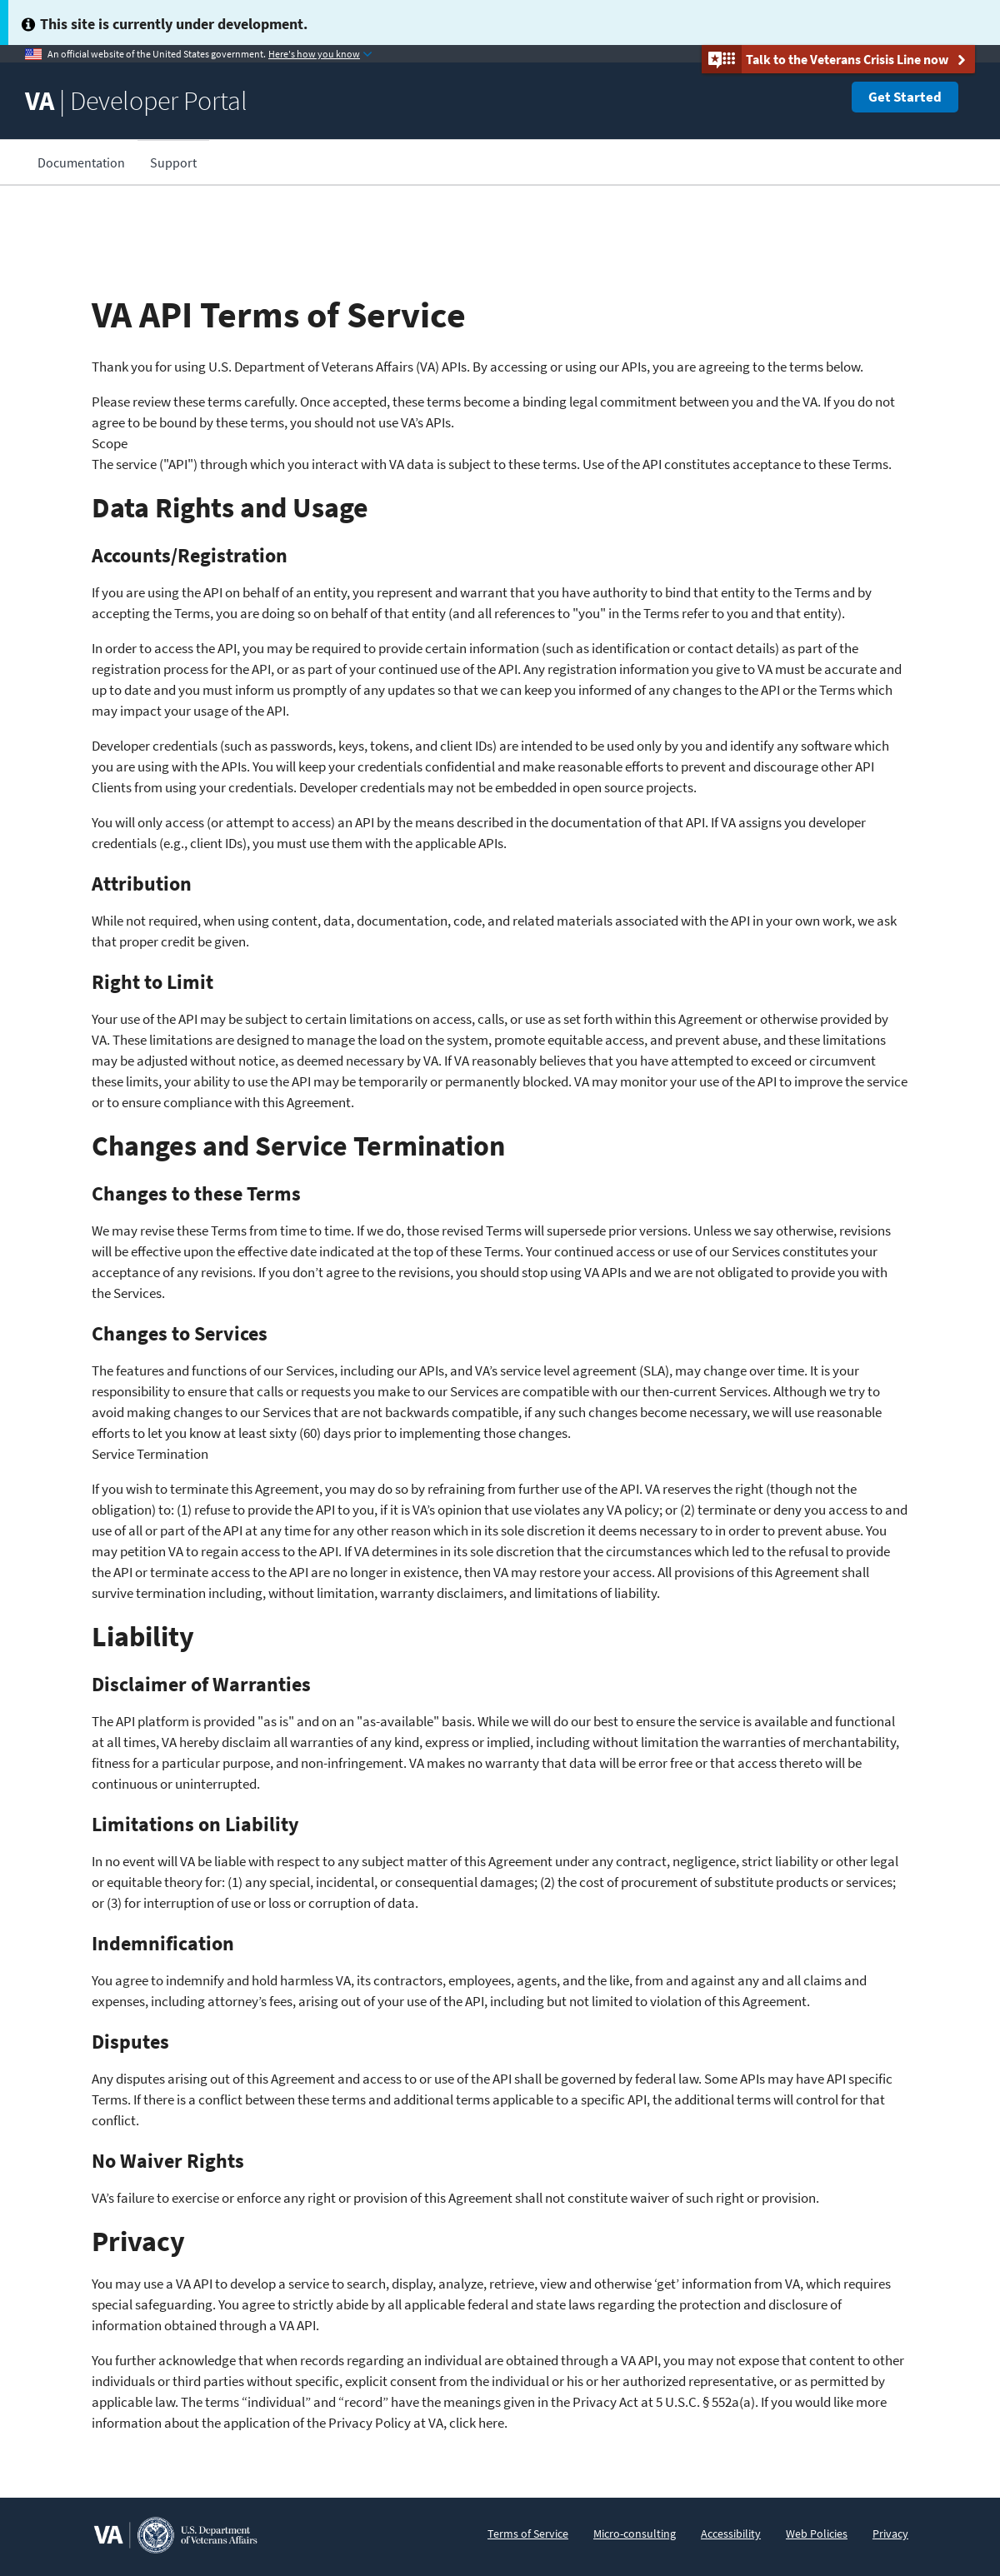 This site is currently under development.
An official website of the United States government. Here's how you know
Talk to the Veterans Crisis Line now
VA | Developer Portal
Get Started
Documentation
Support
VA API Terms of Service
Thank you for using U.S. Department of Veterans Affairs (VA) APIs. By accessing or using our APIs, you are agreeing to the terms below.
Please review these terms carefully. Once accepted, these terms become a binding legal commitment between you and the VA. If you do not
agree to be bound by these terms, you should not use VA’s APIs.
Scope
The service ("API") through which you interact with VA data is subject to these terms. Use of the API constitutes acceptance to these Terms.
Data Rights and Usage
Accounts/Registration
If you are using the API on behalf of an entity, you represent and warrant that you have authority to bind that entity to the Terms and by
accepting the Terms, you are doing so on behalf of that entity (and all references to "you" in the Terms refer to you and that entity).
In order to access the API, you may be required to provide certain information (such as identification or contact details) as part of the
registration process for the API, or as part of your continued use of the API. Any registration information you give to VA must be accurate and
up to date and you must inform us promptly of any updates so that we can keep you informed of any changes to the API or the Terms which
may impact your usage of the API.
Developer credentials (such as passwords, keys, tokens, and client IDs) are intended to be used only by you and identify any software which
you are using with the APIs. You will keep your credentials confidential and make reasonable efforts to prevent and discourage other API
Clients from using your credentials. Developer credentials may not be embedded in open source projects.
You will only access (or attempt to access) an API by the means described in the documentation of that API. If VA assigns you developer
credentials (e.g., client IDs), you must use them with the applicable APIs.
Attribution
While not required, when using content, data, documentation, code, and related materials associated with the API in your own work, we ask
that proper credit be given.
Right to Limit
Your use of the API may be subject to certain limitations on access, calls, or use as set forth within this Agreement or otherwise provided by
VA. These limitations are designed to manage the load on the system, promote equitable access, and prevent abuse, and these limitations
may be adjusted without notice, as deemed necessary by VA. If VA reasonably believes that you have attempted to exceed or circumvent
these limits, your ability to use the API may be temporarily or permanently blocked. VA may monitor your use of the API to improve the service
or to ensure compliance with this Agreement.
Changes and Service Termination
Changes to these Terms
We may revise these Terms from time to time. If we do, those revised Terms will supersede prior versions. Unless we say otherwise, revisions
will be effective upon the effective date indicated at the top of these Terms. Your continued access or use of our Services constitutes your
acceptance of any revisions. If you don’t agree to the revisions, you should stop using VA APIs and we are not obligated to provide you with
the Services.
Changes to Services
The features and functions of our Services, including our APIs, and VA’s service level agreement (SLA), may change over time. It is your
responsibility to ensure that calls or requests you make to our Services are compatible with our then-current Services. Although we try to
avoid making changes to our Services that are not backwards compatible, if any such changes become necessary, we will use reasonable
efforts to let you know at least sixty (60) days prior to implementing those changes.
Service Termination
If you wish to terminate this Agreement, you may do so by refraining from further use of the API. VA reserves the right (though not the
obligation) to: (1) refuse to provide the API to you, if it is VA’s opinion that use violates any VA policy; or (2) terminate or deny you access to and
use of all or part of the API at any time for any other reason which in its sole discretion it deems necessary to in order to prevent abuse. You
may petition VA to regain access to the API. If VA determines in its sole discretion that the circumstances which led to the refusal to provide
the API or terminate access to the API are no longer in existence, then VA may restore your access. All provisions of this Agreement shall
survive termination including, without limitation, warranty disclaimers, and limitations of liability.
Liability
Disclaimer of Warranties
The API platform is provided "as is" and on an "as-available" basis. While we will do our best to ensure the service is available and functional
at all times, VA hereby disclaim all warranties of any kind, express or implied, including without limitation the warranties of merchantability,
fitness for a particular purpose, and non-infringement. VA makes no warranty that data will be error free or that access thereto will be
continuous or uninterrupted.
Limitations on Liability
In no event will VA be liable with respect to any subject matter of this Agreement under any contract, negligence, strict liability or other legal
or equitable theory for: (1) any special, incidental, or consequential damages; (2) the cost of procurement of substitute products or services;
or (3) for interruption of use or loss or corruption of data.
Indemnification
You agree to indemnify and hold harmless VA, its contractors, employees, agents, and the like, from and against any and all claims and
expenses, including attorney’s fees, arising out of your use of the API, including but not limited to violation of this Agreement.
Disputes
Any disputes arising out of this Agreement and access to or use of the API shall be governed by federal law. Some APIs may have API specific
Terms. If there is a conflict between these terms and additional terms applicable to a specific API, the additional terms will control for that
conflict.
No Waiver Rights
VA’s failure to exercise or enforce any right or provision of this Agreement shall not constitute waiver of such right or provision.
Privacy
You may use a VA API to develop a service to search, display, analyze, retrieve, view and otherwise ‘get’ information from VA, which requires
special safeguarding. You agree to strictly abide by all applicable federal and state laws regarding the protection and disclosure of
information obtained through a VA API.
You further acknowledge that when records regarding an individual are obtained through a VA API, you may not expose that content to other
individuals or third parties without specific, explicit consent from the individual or his or her authorized representative, or as permitted by
applicable law. The terms “individual” and “record” have the meanings given in the Privacy Act at 5 U.S.C. § 552a(a). If you would like more
information about the application of the Privacy Policy at VA, click here.
VA
U.S. Department
of Veterans Affairs
Terms of Service
Micro-consulting
Accessibility
Web Policies
Privacy